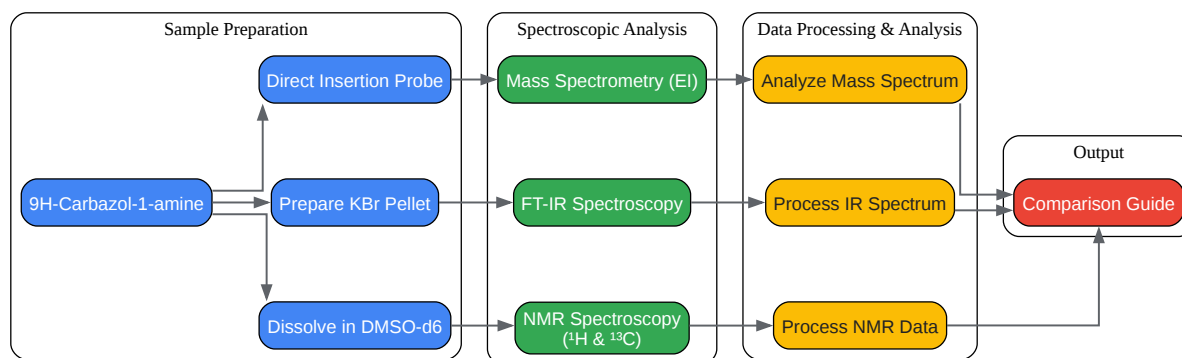 Sample Preparation
Spectroscopic Analysis
Data Processing & Analysis
Direct Insertion Probe
Mass Spectrometry (EI)
Analyze Mass Spectrum
Output
9H-Carbazol-1-amine
Prepare KBr Pellet
FT-IR Spectroscopy
Process IR Spectrum
Comparison Guide
Dissolve in DMSO-d6
NMR Spectroscopy
(¹H & ¹³C)
Process NMR Data